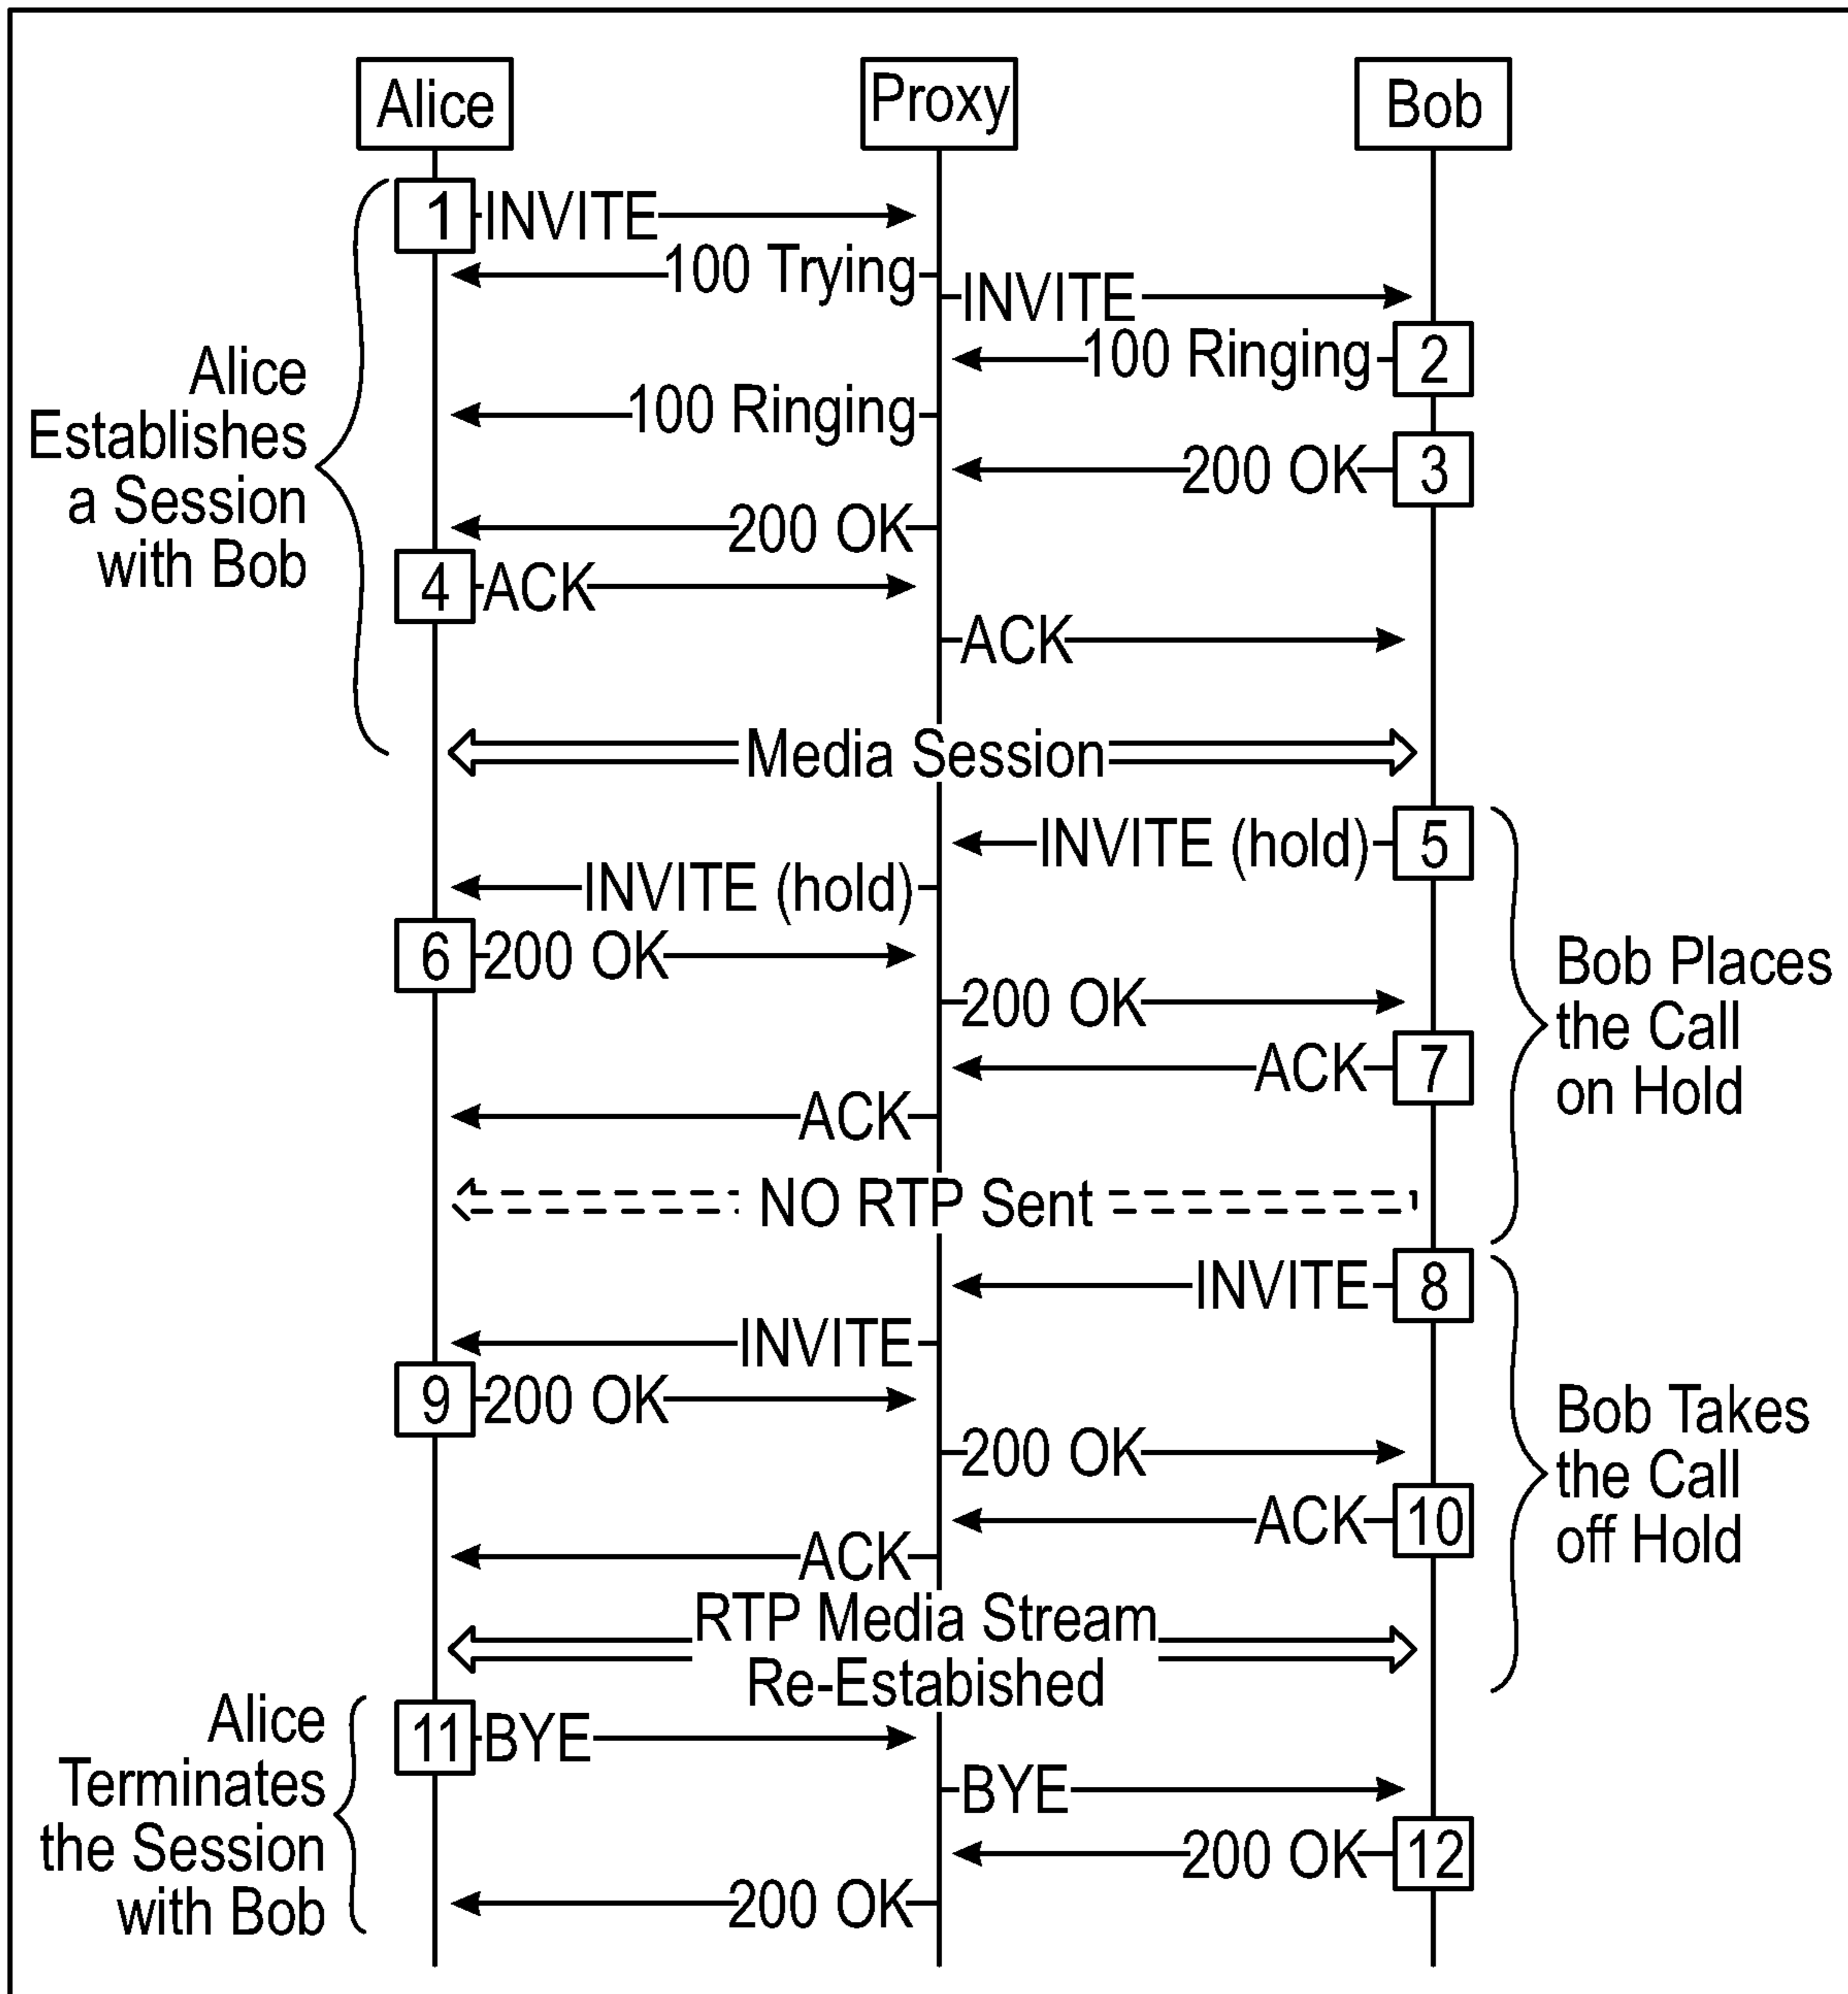 Alice
Proxy
Bob
1 INVITE
100 Trying
INVITE
100 Ringing 2
100 Ringing
200 OK 3
200 OK
4 ACK
ACK
Alice
Establishes
a Session
with Bob
Media Session
INVITE (hold) 5
INVITE (hold)
6 200 OK
200 OK
ACK 7
ACK
NO RTP Sent
Bob Places
the Call
on Hold
INVITE 8
INVITE
9 200 OK
200 OK
ACK 10
ACK
RTP Media Stream
Re-Estabished
Bob Takes
the Call
off Hold
11 BYE
BYE
200 OK 12
200 OK
Alice
Terminates
the Session
with Bob